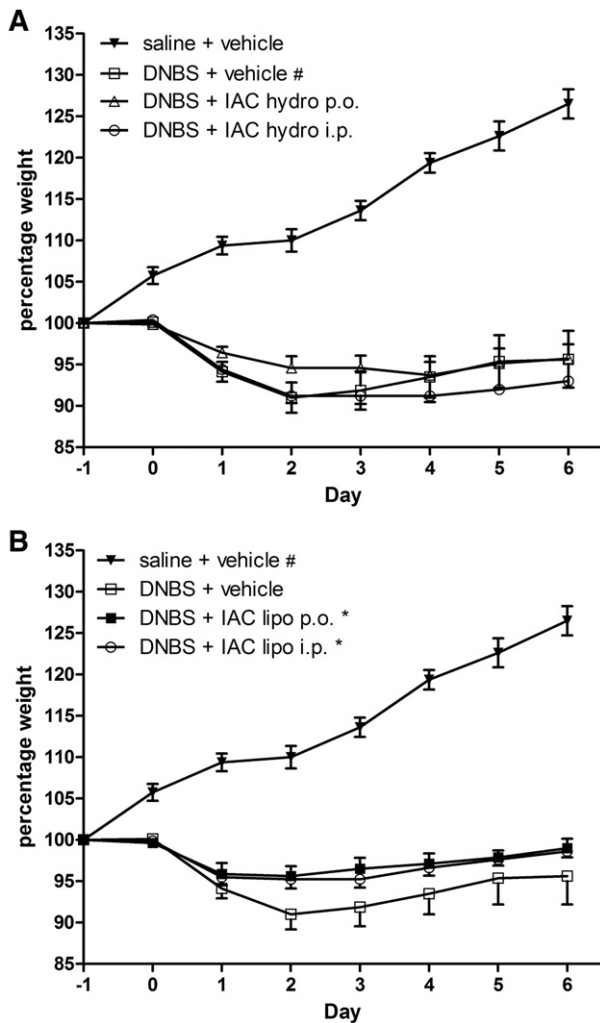 A
135
130
125
120
115
110
105
100
95
90
85
percentage weight
saline + vehicle
DNBS + vehicle #
DNBS + IAC hydro p.o.
DNBS + IAC hydro i.p.
-1 0 1 2 3 4 5 6
Day
B
135
130
125
120
115
110
105
100
95
90
85
percentage weight
saline + vehicle #
DNBS + vehicle
DNBS + IAC lipo p.o. *
DNBS + IAC lipo i.p. *
-1 0 1 2 3 4 5 6
Day